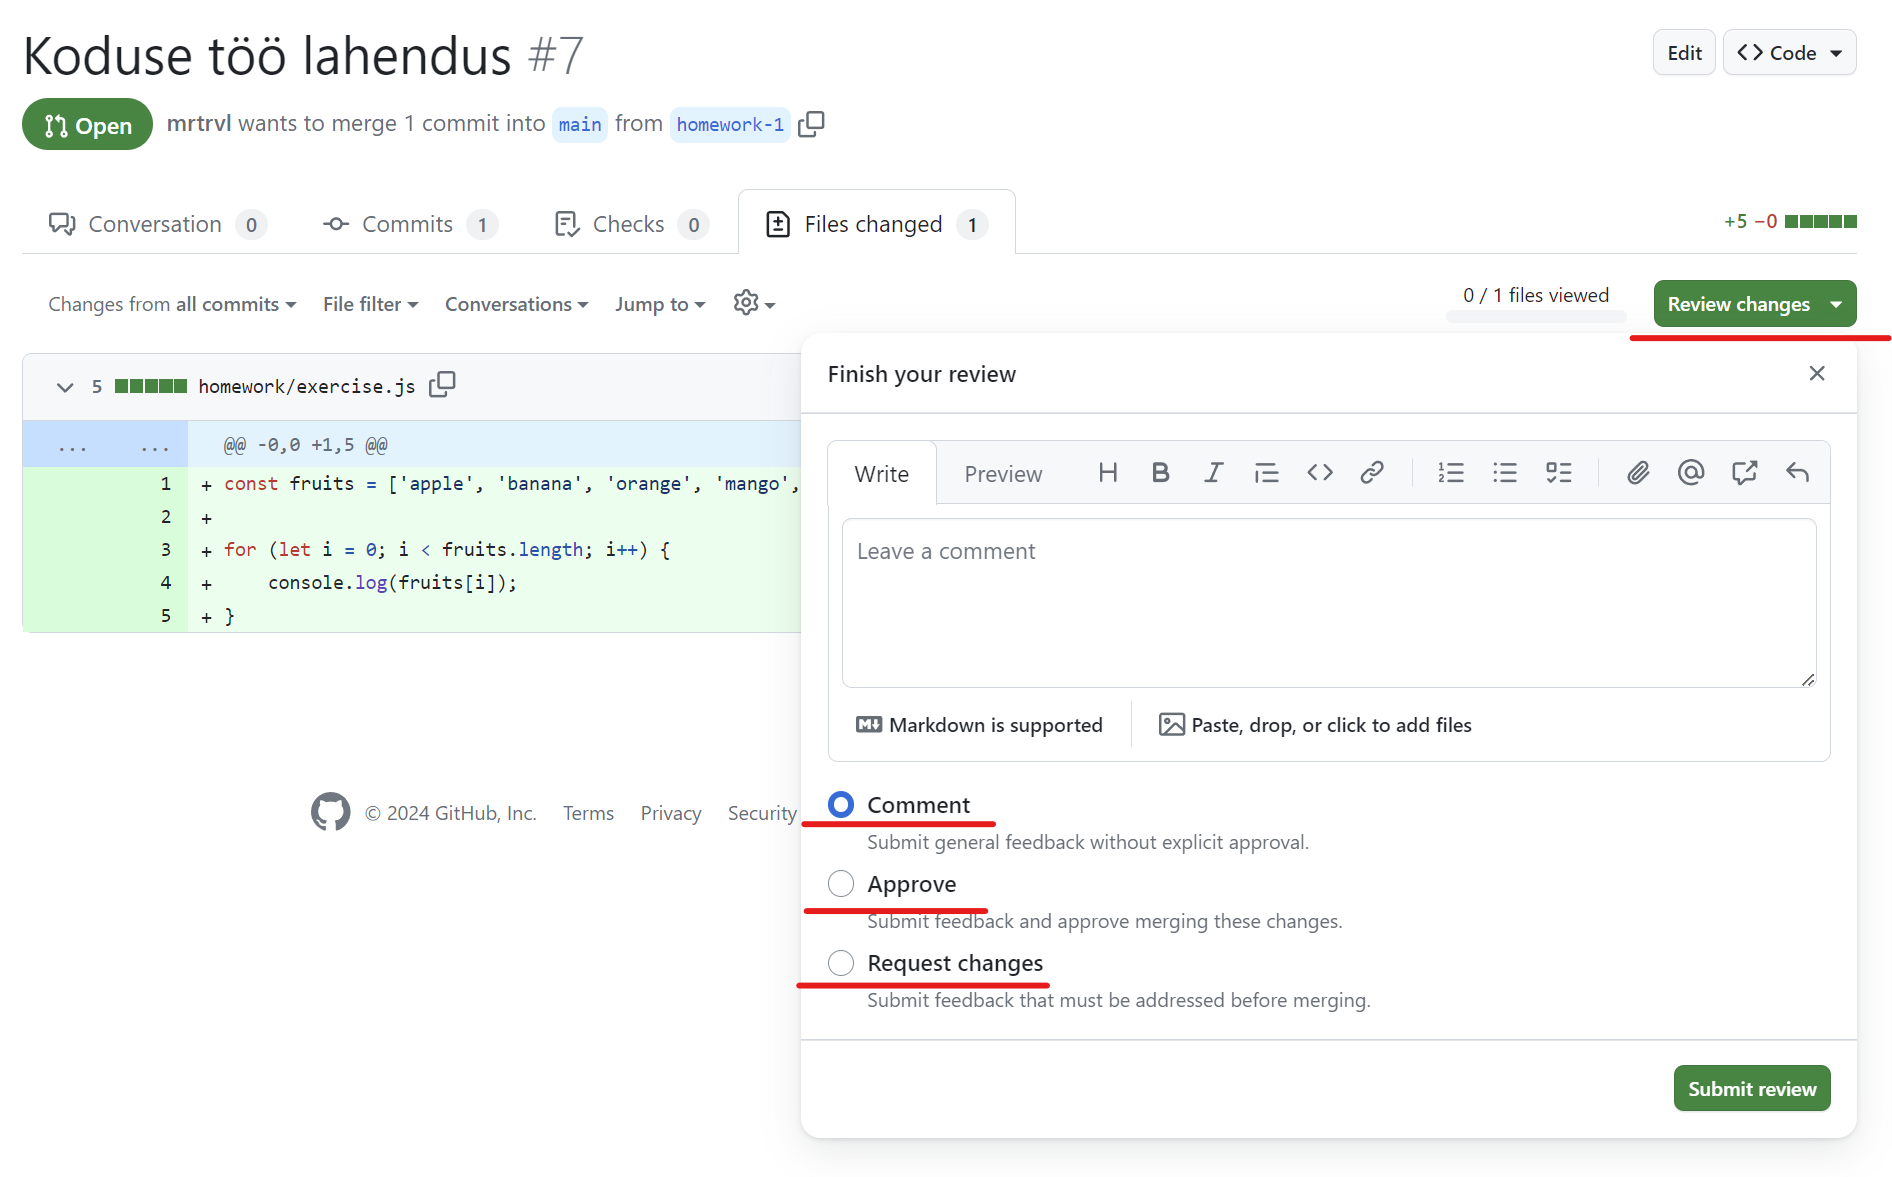 Koduse töö lahendus #7
Edit
Code
Open
mrtrvl wants to merge 1 commit into main from homework-1
Conversation 0
Commits 1
Checks 0
Files changed 1
+5 −0
Changes from all commits
File filter
Conversations
Jump to
0 / 1 files viewed
Review changes
5 homework/exercise.js
... ... @@ -0,0 +1,5 @@
1 + const fruits = ['apple', 'banana', 'orange', 'mango',
2 +
3 + for (let i = 0; i < fruits.length; i++) {
4 + console.log(fruits[i]);
5 + }
© 2024 GitHub, Inc.
Terms
Privacy
Security
Finish your review
Write
Preview
Leave a comment
Markdown is supported
Paste, drop, or click to add files
Comment
Submit general feedback without explicit approval.
Approve
Submit feedback and approve merging these changes.
Request changes
Submit feedback that must be addressed before merging.
Submit review